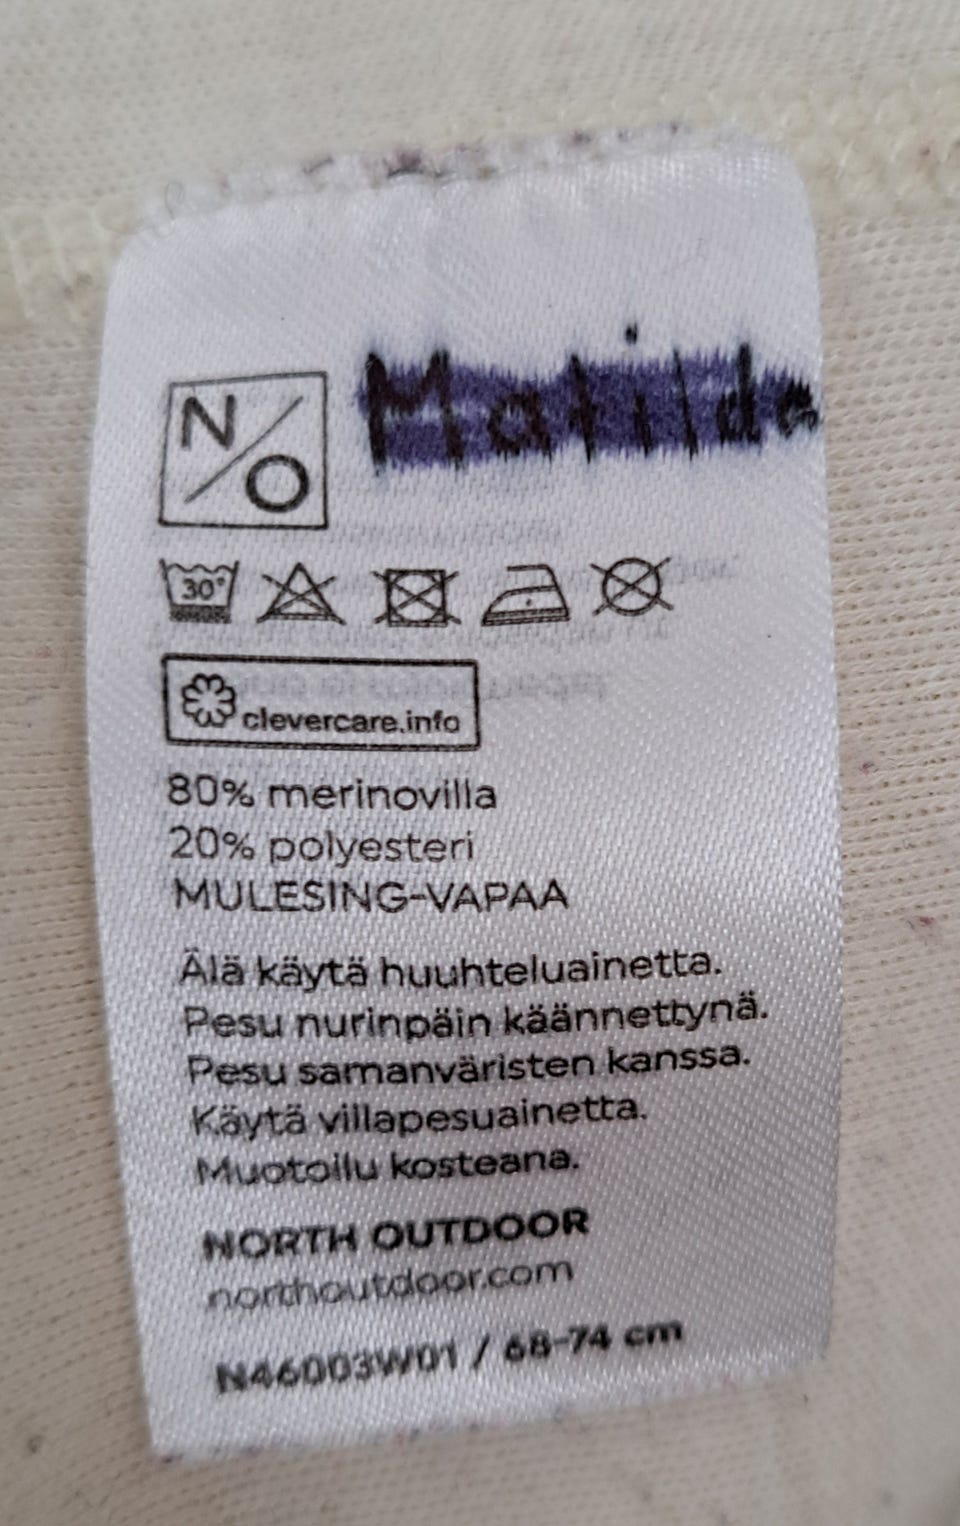 Matilda
N/O
30°
clevercare.info
80% merinovilla
20% polyesteri
MULESING-VAPAA
Älä käytä huuhteluainetta.
Pesu nurinpäin käännettynä.
Pesu samanväristen kanssa.
Käytä villapesuainetta.
Muotoilu kosteana.
NORTH OUTDOOR
northoutdoor.com
N46003W01 / 68-74 cm